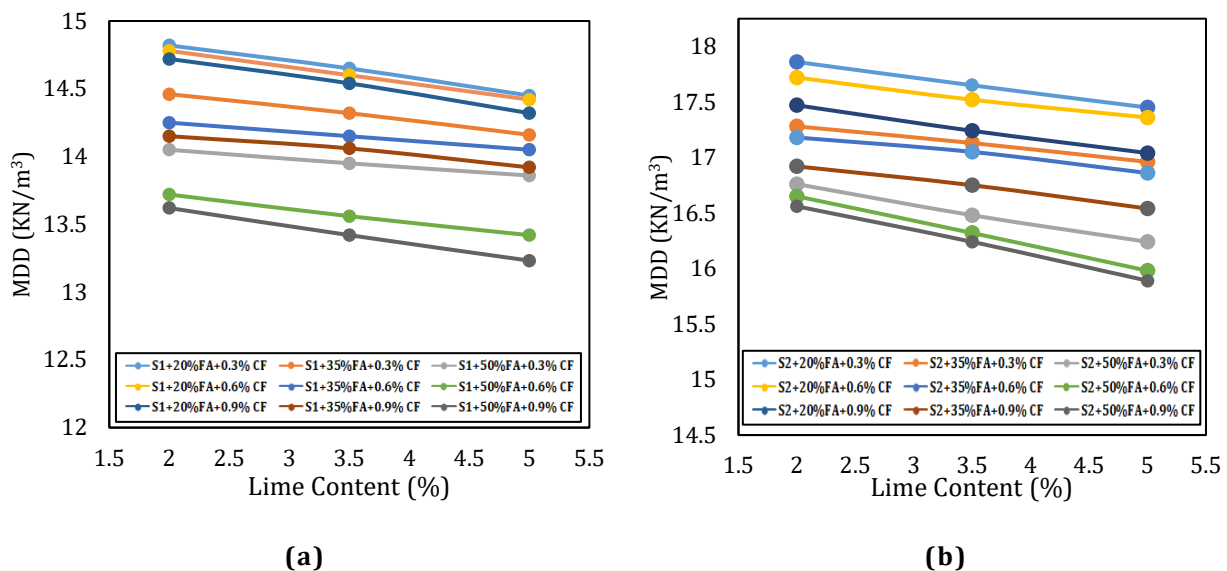 15
14.5
14
13.5
13
12.5
12
MDD (KN/m³)
S1+20%FA+0.3% CF S1+35%FA+0.3% CF S1+50%FA+0.3% CF
S1+20%FA+0.6% CF S1+35%FA+0.6% CF S1+50%FA+0.6% CF
S1+20%FA+0.9% CF S1+35%FA+0.9% CF S1+50%FA+0.9% CF
1.5 2 2.5 3 3.5 4 4.5 5 5.5
Lime Content (%)
(a)
18
17.5
17
16.5
16
15.5
15
14.5
MDD (KN/m³)
S2+20%FA+0.3% CF S2+35%FA+0.3% CF S2+50%FA+0.3% CF
S2+20%FA+0.6% CF S2+35%FA+0.6% CF S2+50%FA+0.6% CF
S2+20%FA+0.9% CF S2+35%FA+0.9% CF S2+50%FA+0.9% CF
1.5 2 2.5 3 3.5 4 4.5 5 5.5
Lime Content (%)
(b)